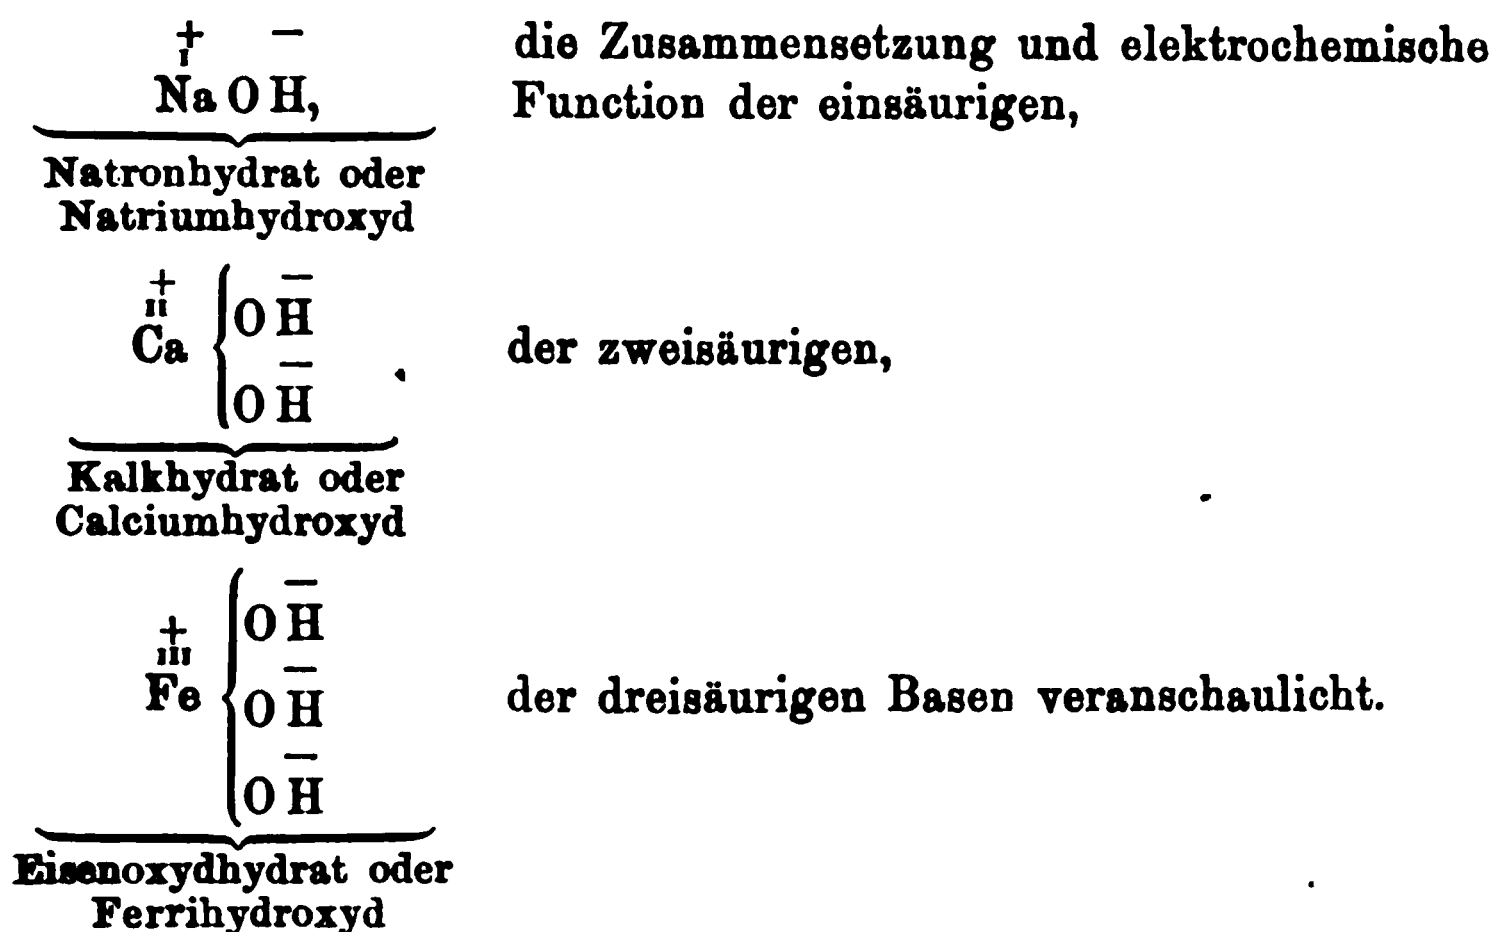 + −
I
Na O H, die Zusammensetzung und elektrochemische
Function der einsäurigen,
Natronhydrat oder
Natriumhydroxyd
+ −
II O H
Ca der zweisäurigen,
−
O H
Kalkhydrat oder
Calciumhydroxyd
−
O H
+
III −
Fe O H der dreisäurigen Basen veranschaulicht.
−
O H
Eisenoxydhydrat oder
Ferrihydroxyd